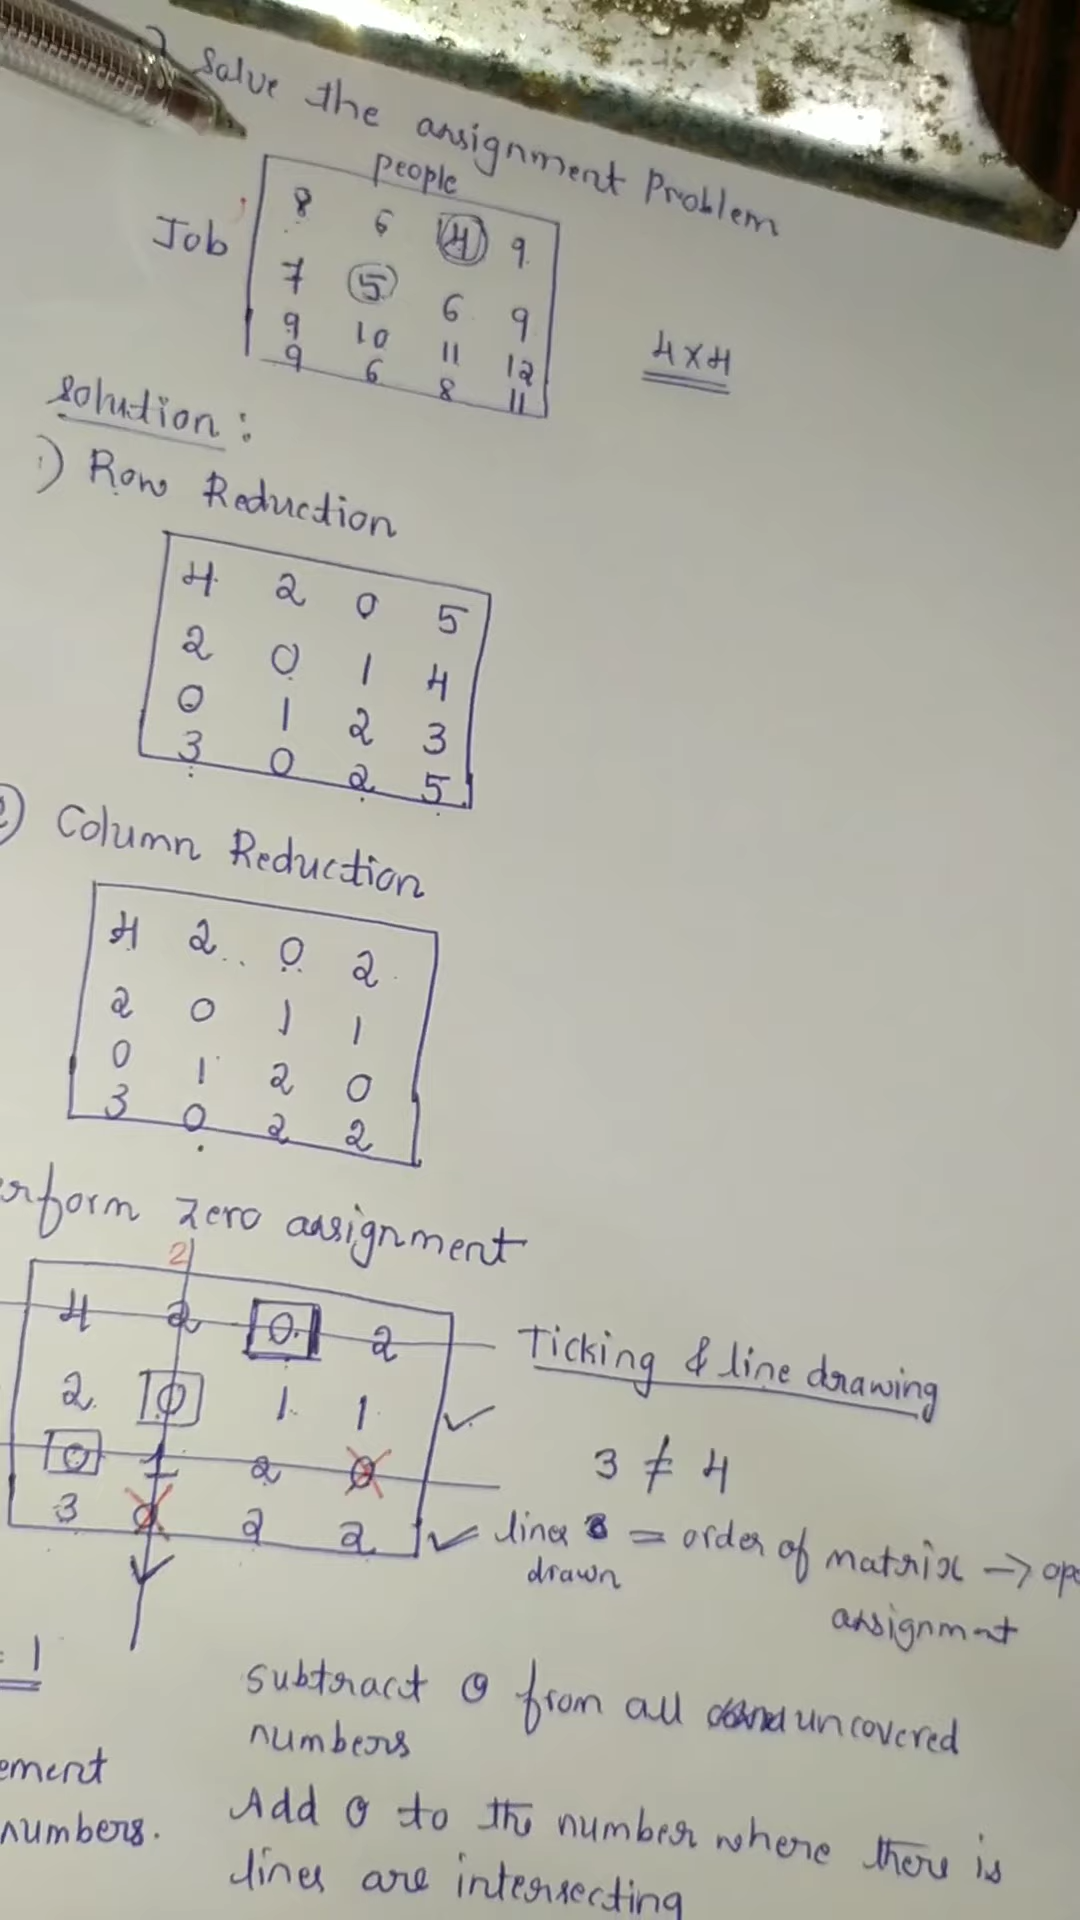 Solve the assignment Problem
people
Job
8 6 4 9
7 5 6 9
9 10 11 12
9 6 8 11
4x4
Solution:
1) Row Reduction
4 2 0 5
2 0 1 4
0 1 2 3
3 0 2 5
2) Column Reduction
4 2 0 2
2 0 1 1
0 1 2 0
3 0 2 2
erform zero assignment
2
4 2 0 2
2 0 1 1
0 1 2 0
3 0 2 2
Ticking & line drawing
3 ≠ 4
lines = order of matrix → op
drawn
assignment
= 1
Subtract θ from all uncovered
numbers
ement
numbers.
Add θ to the number where there is
lines are intersecting